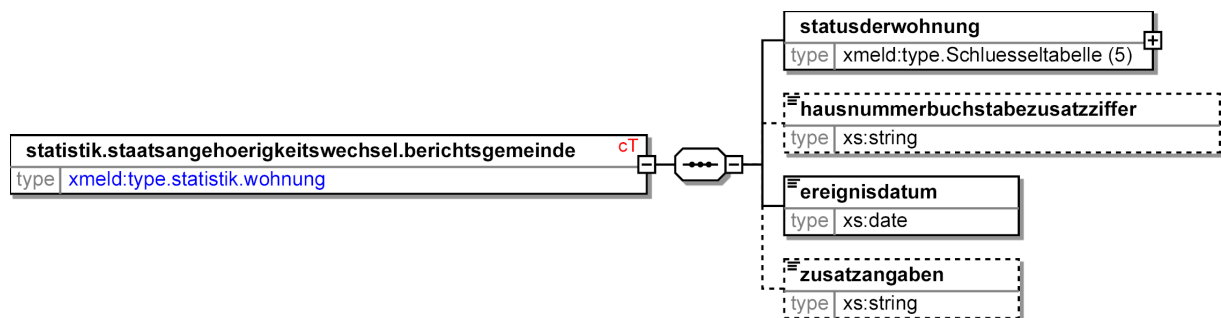 statusderwohnung
type xmeld:type.Schluesseltabelle (5)
hausnummerbuchstabezusatzziffer
type xs:string
statistik.staatsangehoerigkeitswechsel.berichtsgemeinde cT
type xmeld:type.statistik.wohnung
ereignisdatum
type xs:date
zusatzangaben
type xs:string